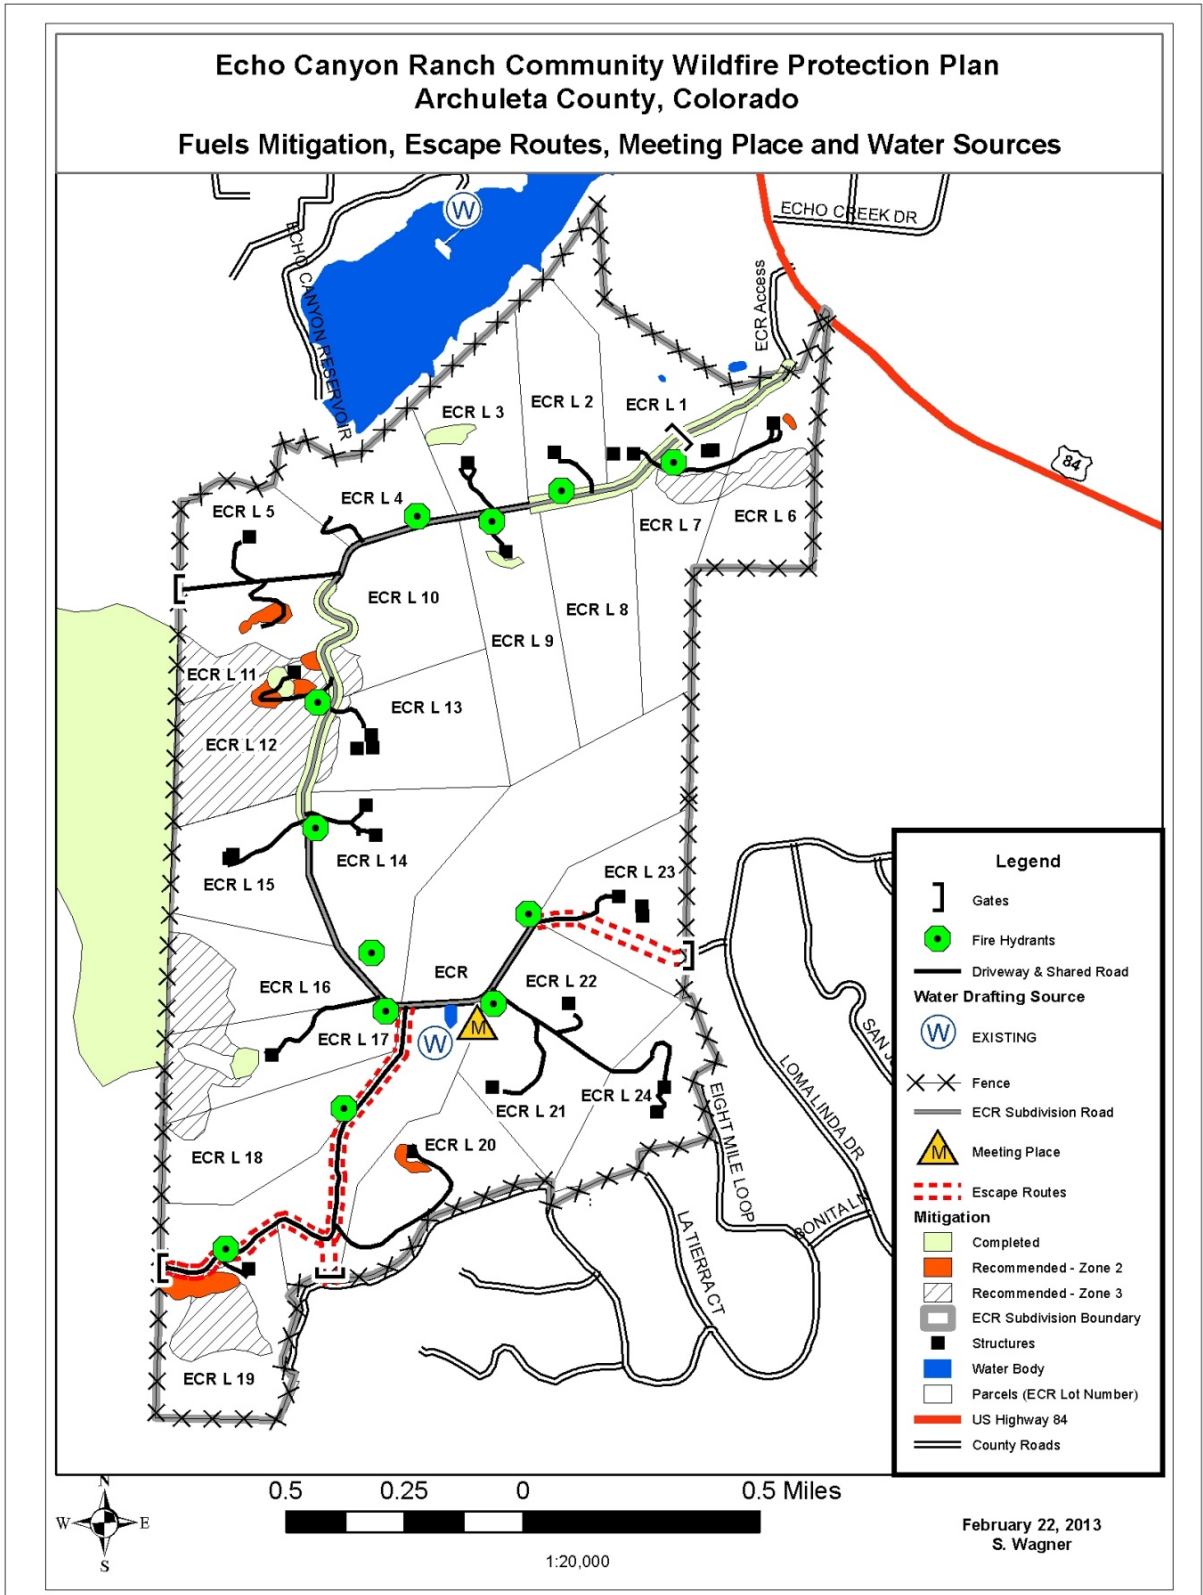 Echo Canyon Ranch Community Wildfire Protection Plan
Archuleta County, Colorado
Fuels Mitigation, Escape Routes, Meeting Place and Water Sources
W
ECHO CREEK DR
ECHO CANYON RESERVOIR
ECR Access
84
ECR L 3
ECR L 2
ECR L 1
ECR L 4
ECR L 5
ECR L 7
ECR L 6
ECR L 10
ECR L 8
ECR L 9
ECR L 11
ECR L 13
ECR L 12
ECR L 14
ECR L 15
ECR L 23
ECR
ECR L 22
ECR L 16
ECR L 17
W
M
ECR L 24
ECR L 21
ECR L 20
ECR L 18
ECR L 19
EIGHT MILE LOOP
LOMA LINDA DR
SAN J
BONITA LN
LA TIERRA CT
Legend
Gates
Fire Hydrants
Driveway & Shared Road
Water Drafting Source
W EXISTING
Fence
ECR Subdivision Road
M Meeting Place
Escape Routes
Mitigation
Completed
Recommended - Zone 2
Recommended - Zone 3
ECR Subdivision Boundary
Structures
Water Body
Parcels (ECR Lot Number)
US Highway 84
County Roads
N
W E
S
0.5 0.25 0 0.5 Miles
1:20,000
February 22, 2013
S. Wagner